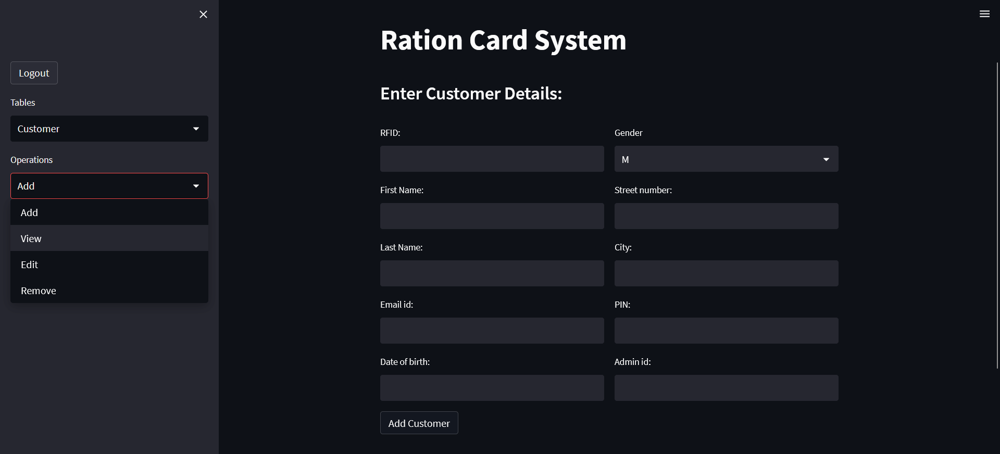 Logout
Tables
Customer
Operations
Add
Add
View
Edit
Remove
Ration Card System
Enter Customer Details:
RFID:
Gender
M
First Name:
Street number:
Last Name:
City:
Email id:
PIN:
Date of birth:
Admin id:
Add Customer